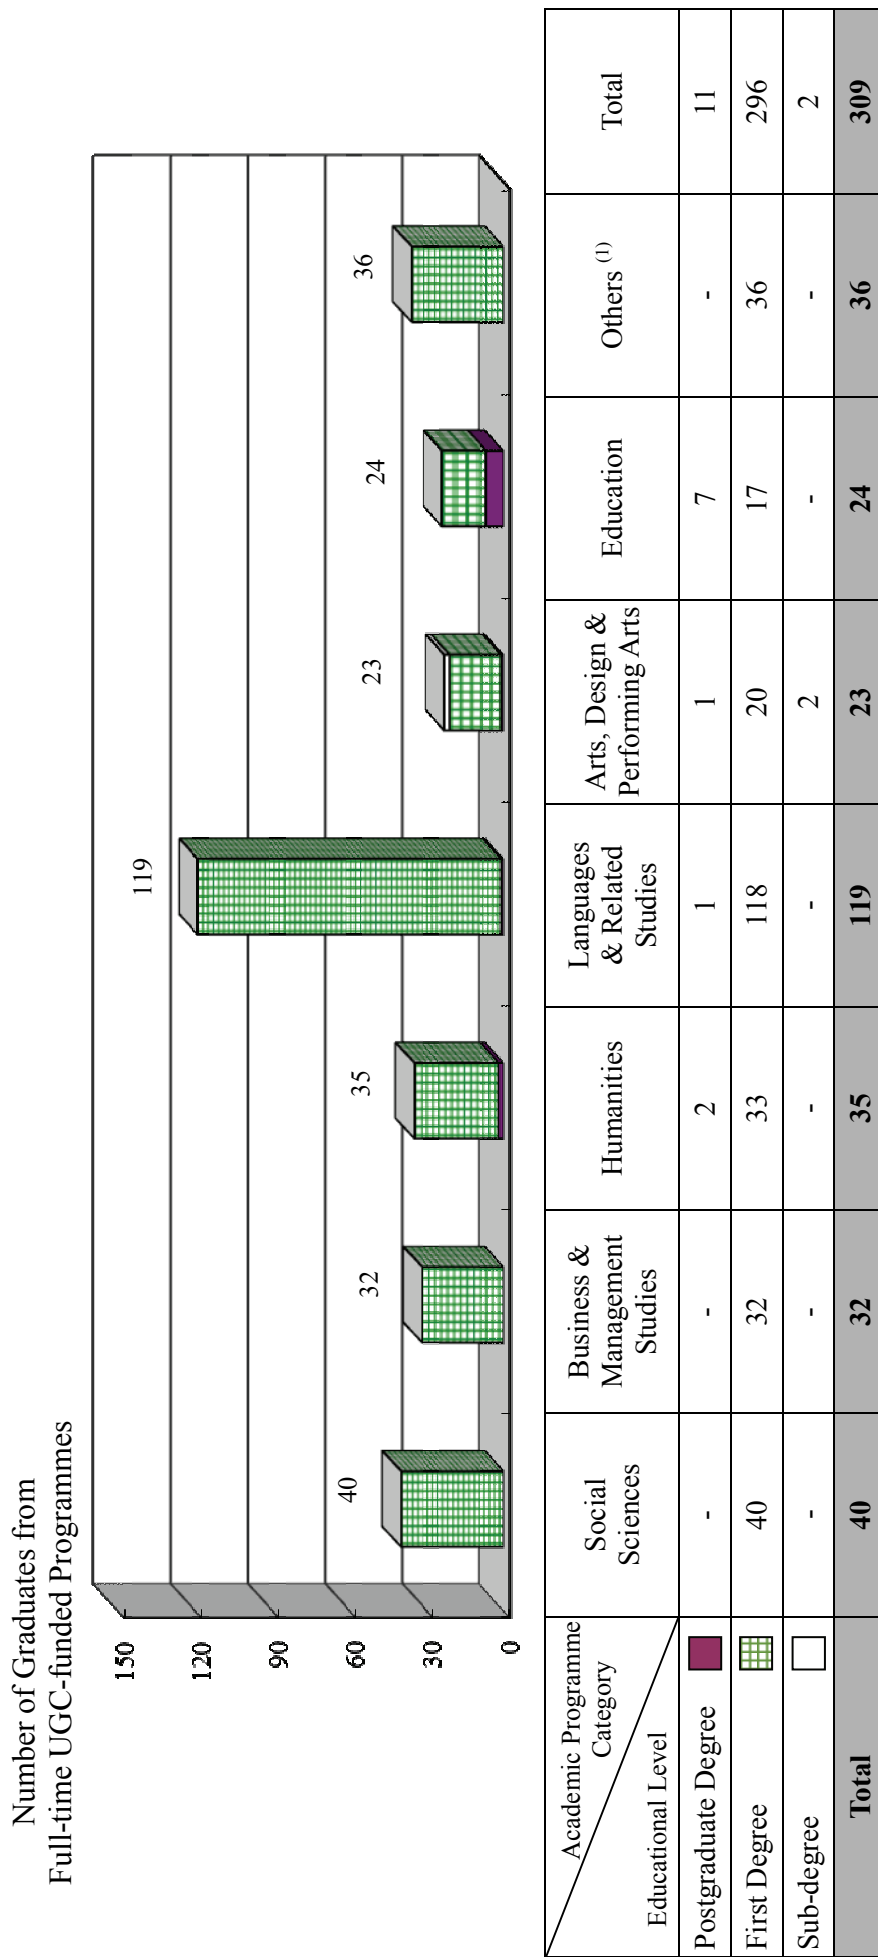 Number of Graduates from
Full-time UGC-funded Programmes
150
120
90
60
30
0
40
32
35
119
23
24
36
Academic Programme
Category
Educational Level
Social
Sciences
Business &
Management
Studies
Humanities
Languages
& Related
Studies
Arts, Design &
Performing Arts
Education
Others (1)
Total
Postgraduate Degree - - 2 1 1 7 - 11
First Degree 40 32 33 118 20 17 36 296
Sub-degree - - - - 2 - - 2
Total 40 32 35 119 23 24 36 309